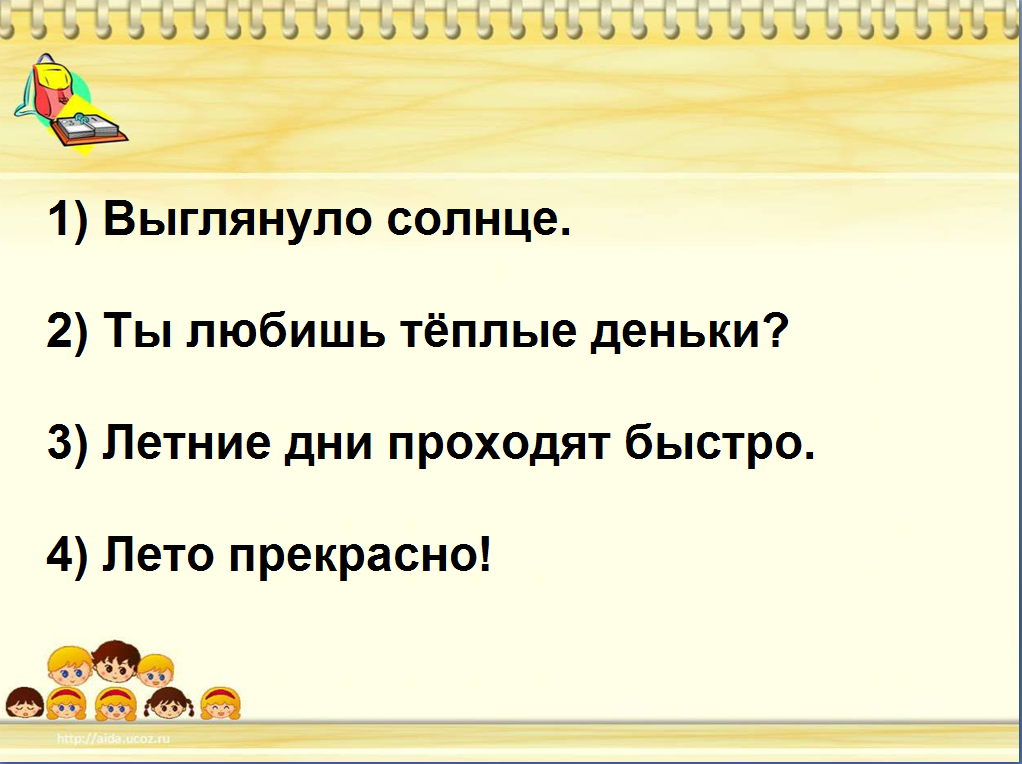 1) Выглянуло солнце.
2) Ты любишь тёплые деньки?
3) Летние дни проходят быстро.
4) Лето прекрасно!
http://aida.ucoz.ru